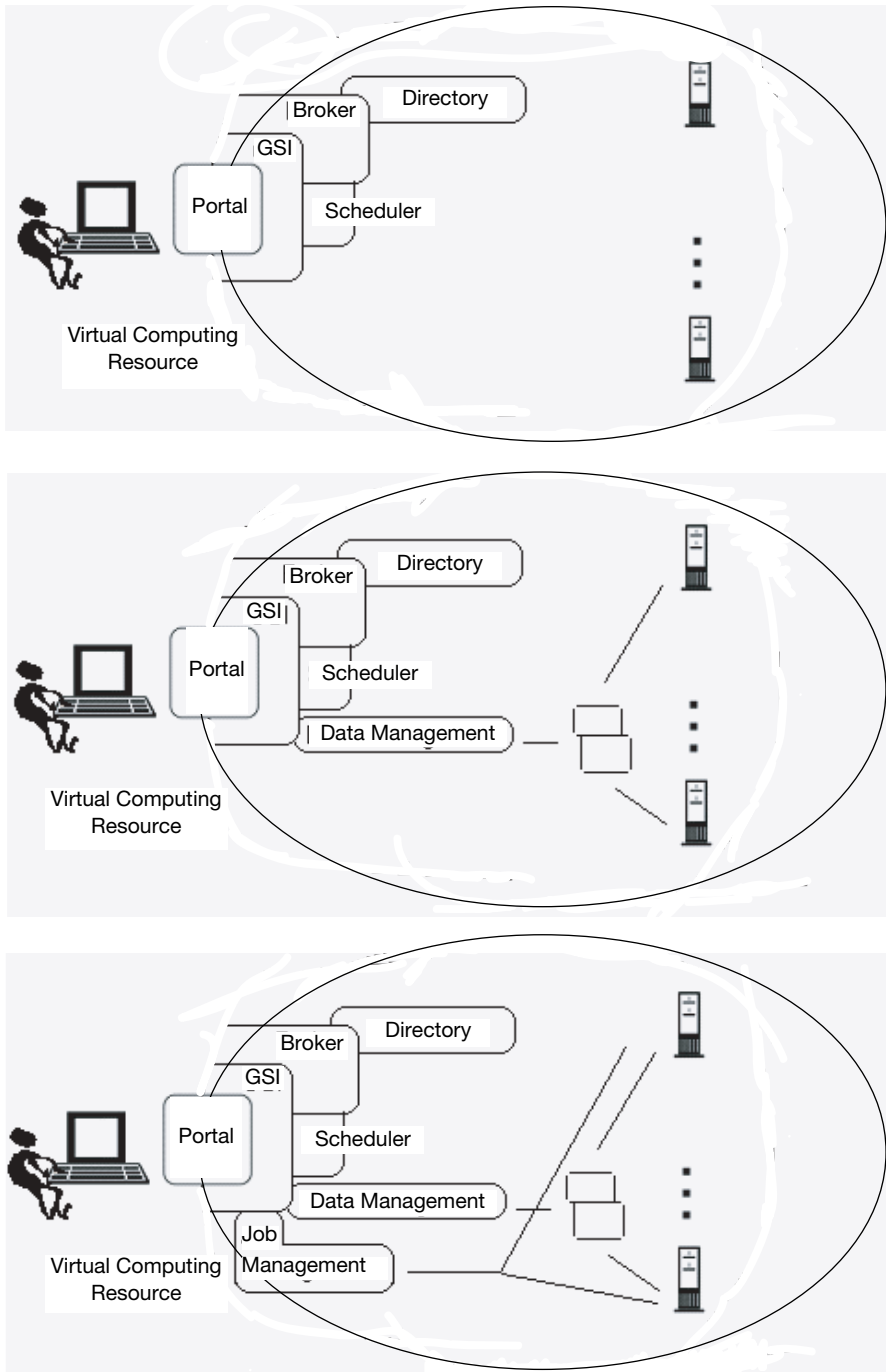 Directory
Broker
GSI
Portal
Scheduler
Virtual Computing
Resource
Directory
Broker
GSI
Portal
Scheduler
Data Management
Virtual Computing
Resource
Directory
Broker
GSI
Portal
Scheduler
Data Management
Job
Management
Virtual Computing
Resource